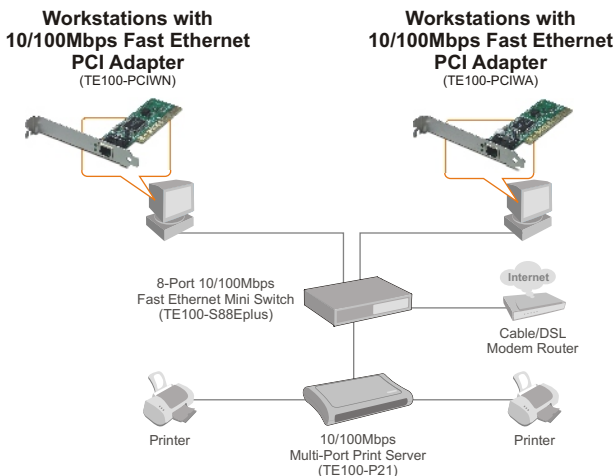 Workstations with
10/100Mbps Fast Ethernet
PCI Adapter
(TE100-PCIWN)
Workstations with
10/100Mbps Fast Ethernet
PCI Adapter
(TE100-PCIWA)
8-Port 10/100Mbps
Fast Ethernet Mini Switch
(TE100-S88Eplus)
Internet
Cable/DSL
Modem Router
Printer
10/100Mbps
Multi-Port Print Server
(TE100-P21)
Printer